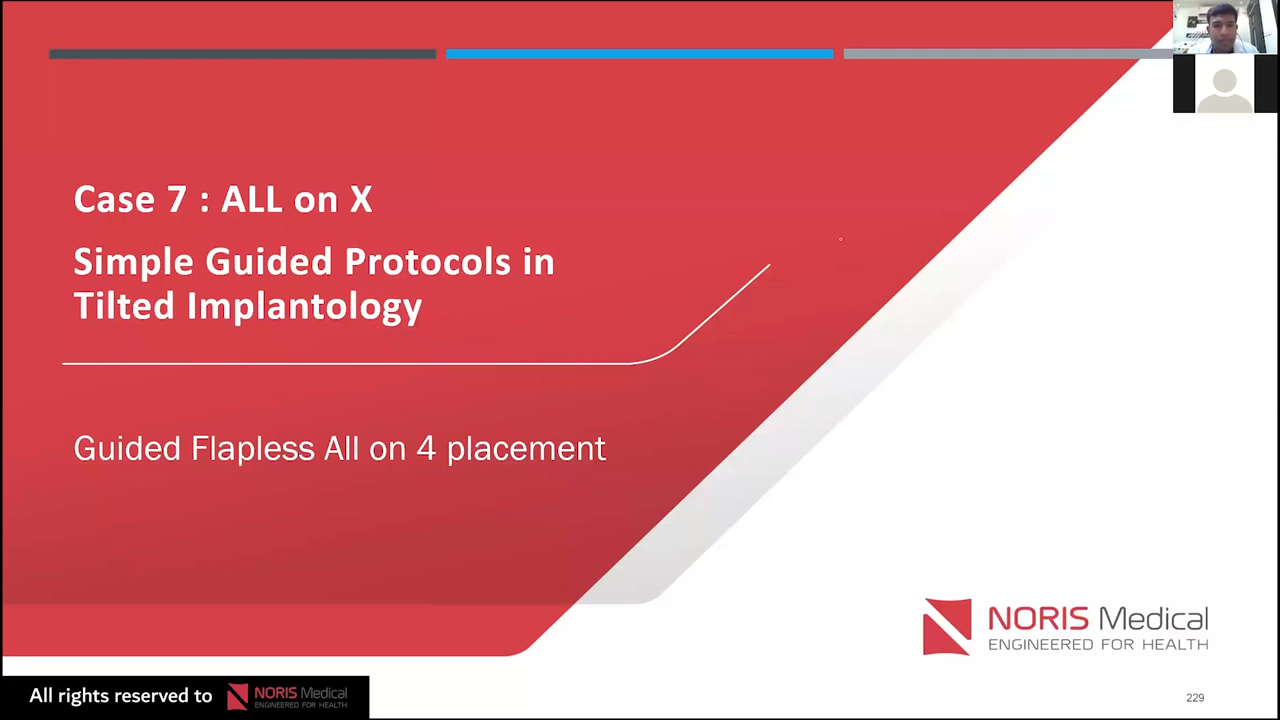 Case 7 : ALL on X
Simple Guided Protocols in
Tilted Implantology
Guided Flapless All on 4 placement
NORIS Medical
ENGINEERED FOR HEALTH
All rights reserved to
NORIS Medical
ENGINEERED FOR HEALTH
229